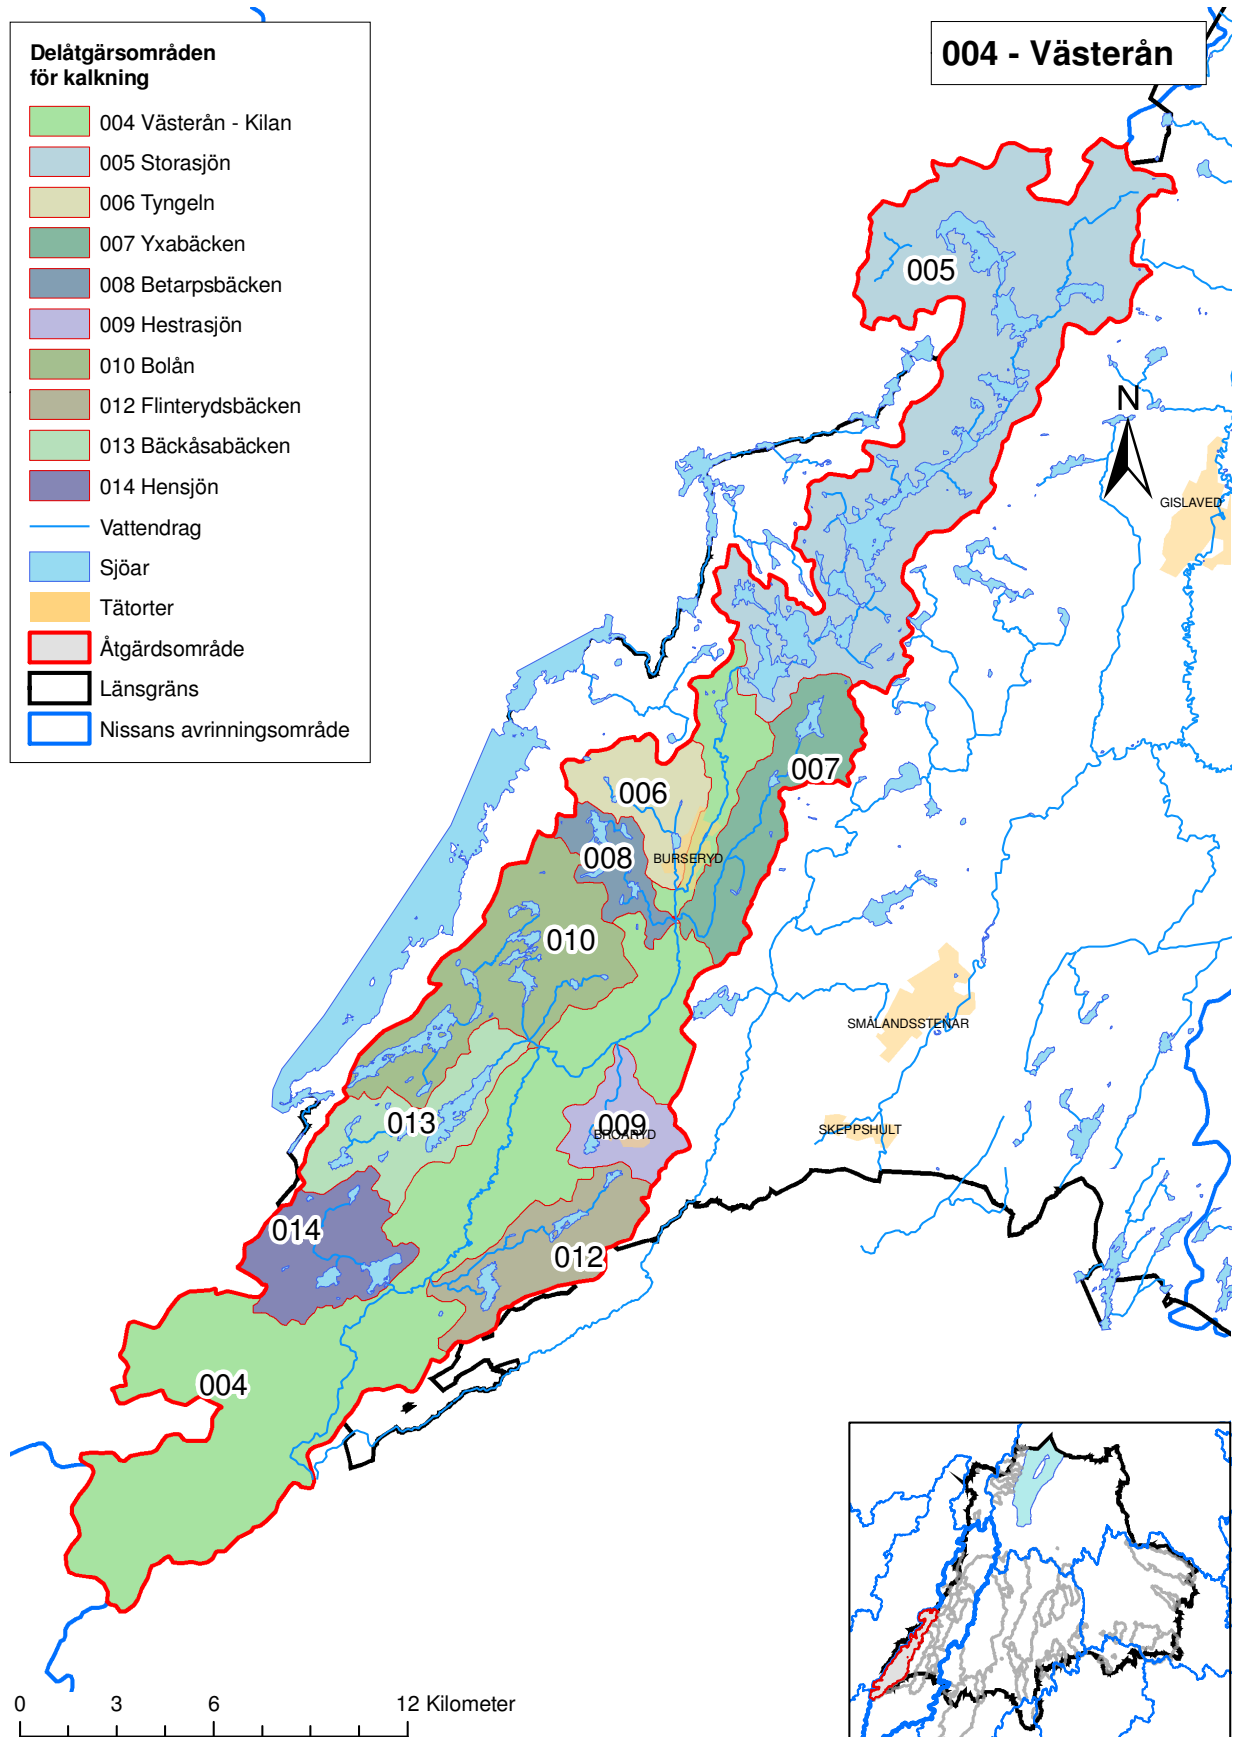 Delåtgärsområden
för kalkning
004 Västerån - Kilan
005 Storasjön
006 Tyngeln
007 Yxabäcken
008 Betarpsbäcken
009 Hestrasjön
010 Bolån
012 Flinterydsbäcken
013 Bäckåsabäcken
014 Hensjön
Vattendrag
Sjöar
Tätorter
Åtgärdsområde
Länsgräns
Nissans avrinningsområde
004 - Västerån
005
N
GISLAVED
007
006
008
BURSERYD
010
SMÅLANDSSTENAR
013
009
BROARYD
SKEPPSHULT
014
012
004
0 3 6 12 Kilometer